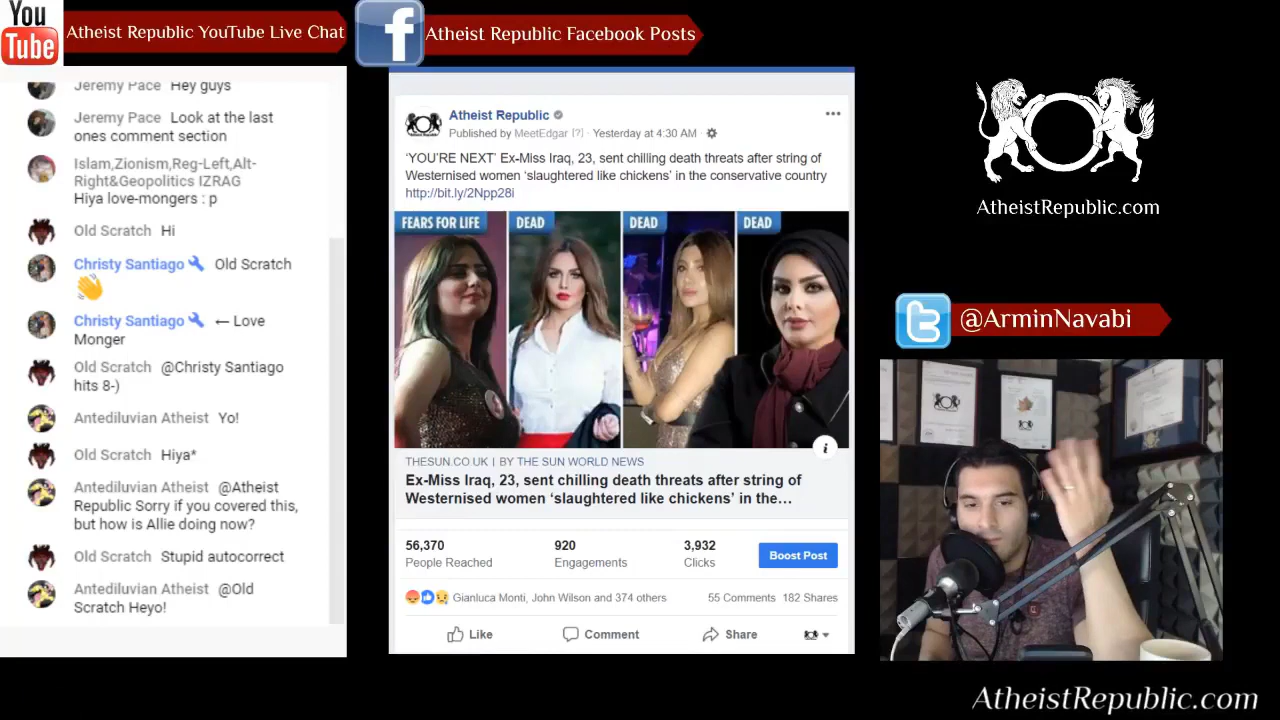 You
Tube
Atheist Republic YouTube Live Chat
f
Atheist Republic Facebook Posts
Jeremy Pace Hey guys
Jeremy Pace Look at the last
ones comment section
Islam,Zionism,Reg-Left,Alt-
Right&Geopolitics IZRAG
Hiya love-mongers : p
Old Scratch Hi
Christy Santiago Old Scratch
Christy Santiago ← Love
Monger
Old Scratch @Christy Santiago
hits 8-)
Antediluvian Atheist Yo!
Old Scratch Hiya*
Antediluvian Atheist @Atheist
Republic Sorry if you covered this,
but how is Allie doing now?
Old Scratch Stupid autocorrect
Antediluvian Atheist @Old
Scratch Heyo!
Atheist Republic
Published by MeetEdgar [?] · Yesterday at 4:30 AM ·
'YOU'RE NEXT' Ex-Miss Iraq, 23, sent chilling death threats after string of
Westernised women 'slaughtered like chickens' in the conservative country
http://bit.ly/2Npp28i
FEARS FOR LIFE
DEAD
DEAD
DEAD
i
THESUN.CO.UK | BY THE SUN WORLD NEWS
Ex-Miss Iraq, 23, sent chilling death threats after string of
Westernised women 'slaughtered like chickens' in the...
56,370
People Reached
920
Engagements
3,932
Clicks
Boost Post
Gianluca Monti, John Wilson and 374 others
55 Comments 182 Shares
Like
Comment
Share
AtheistRepublic.com
@ArminNavabi
AtheistRepublic.com